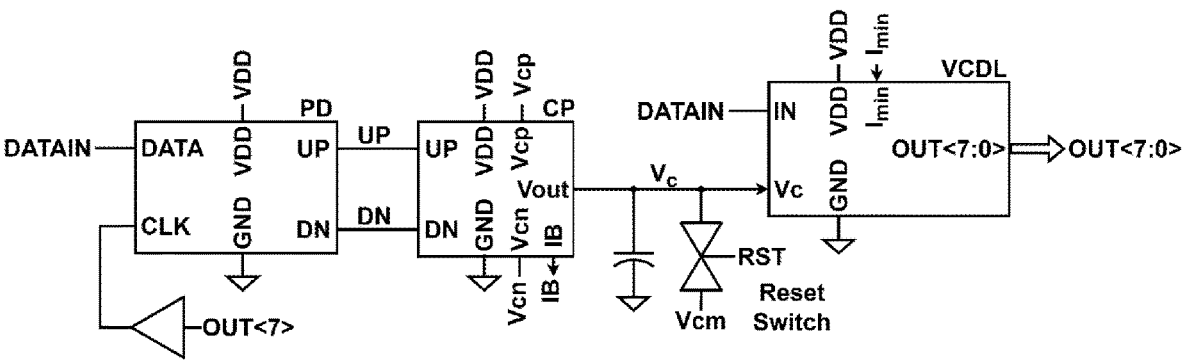 DATAIN
DATA
CLK
VDD
VDD
GND
PD
UP
DN
UP
DN
OUT<7>
UP
DN
VDD
VDD
GND
Vcp
Vcp
CP
Vout
Vcn
Vcn
IB
IB
Vc
RST
Reset
Switch
Vcm
DATAIN
IN
Vc
VDD
VDD
GND
Imin
Imin
VCDL
OUT<7:0>
OUT<7:0>